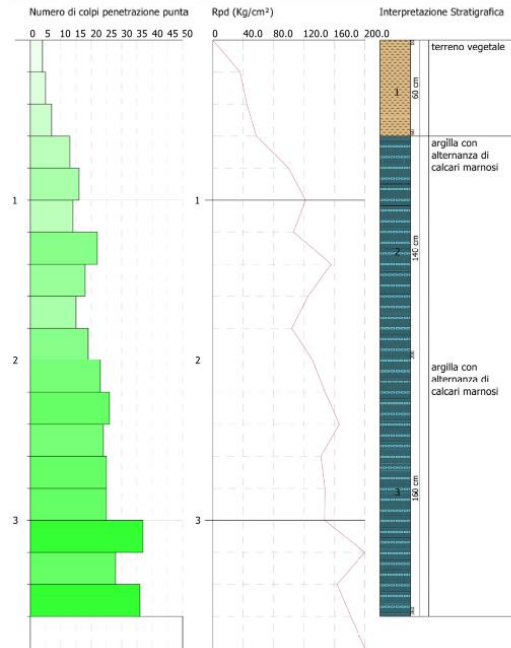 Numero di colpi penetrazione punta
Rpd (Kg/cm²)
Interpretazione Stratigrafica
0 5 10 15 20 25 30 35 40 45 50
0 40.0 80.0 120.0 160.0 200.0
terreno vegetale
1
60 cm
argilla con
alternanza di
calcari marnosi
1
1
2
140 cm
2
2
argilla con
alternanza di
calcari marnosi
3
160 cm
3
3